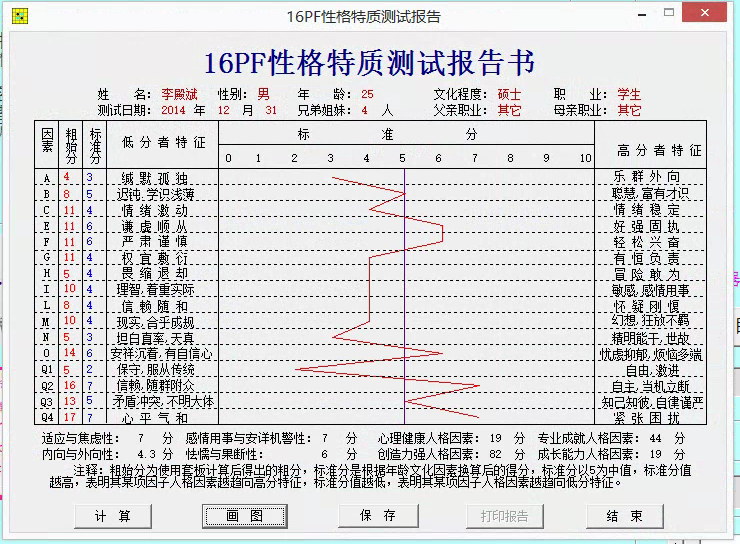 16PF性格特质测试报告
16PF性格特质测试报告书
姓 名： 李殿斌 性别： 男 年 龄： 25 文化程度： 硕士 职 业： 学生
测试日期： 2014 年 12 月 31 兄弟姐妹： 4 人 父亲职业： 其它 母亲职业： 其它
因素 粗始分 标准分 低分者特征 标 准 分 高分者特征
0 1 2 3 4 5 6 7 8 9 10
A 4 3 缄默孤独 乐群外向
B 8 5 迟钝.学识浅薄 聪慧,富有才识
C 11 4 情绪激动 情绪稳定
E 11 6 谦虚顺从 好强固执
F 11 6 严肃谨慎 轻松兴奋
G 11 4 权宜敷衍 有恒负责
H 5 4 畏缩退却 冒险敢为
I 10 4 理智,着重实际 敏感,感情用事
L 8 4 信赖随和 怀疑刚愎
M 10 4 现实,合乎成规 幻想,狂放不羁
N 5 3 坦白直率,天真 精明能干,世故
O 14 6 安祥沉着,有自信心 忧虑抑郁,烦恼多端
Q1 5 2 保守,服从传统 自由,激进
Q2 16 7 信赖,随群附众 自主,当机立断
Q3 13 5 矛盾冲突,不明大体 知己知彼,自律谨严
Q4 17 7 心平气和 紧张困扰
适应与焦虑性： 7 分 感情用事与安详机警性： 7 分 心理健康人格因素： 19 分 专业成就人格因素： 44 分
内向与外向性： 4.3 分 怯懦与果断性： 6 分 创造力强人格因素： 82 分 成长能力人格因素： 19 分
注释：粗始分为使用套板计算后得出的粗分，标准分是根据年龄文化因素换算后的得分，标准分以5为中值，标准分值
越高，表明其某项因子人格因素越趋向高分特征，标准分值越低，表明其某项因子人格因素越趋向低分特征。
计 算 画 图 保 存 打印报告 结 束